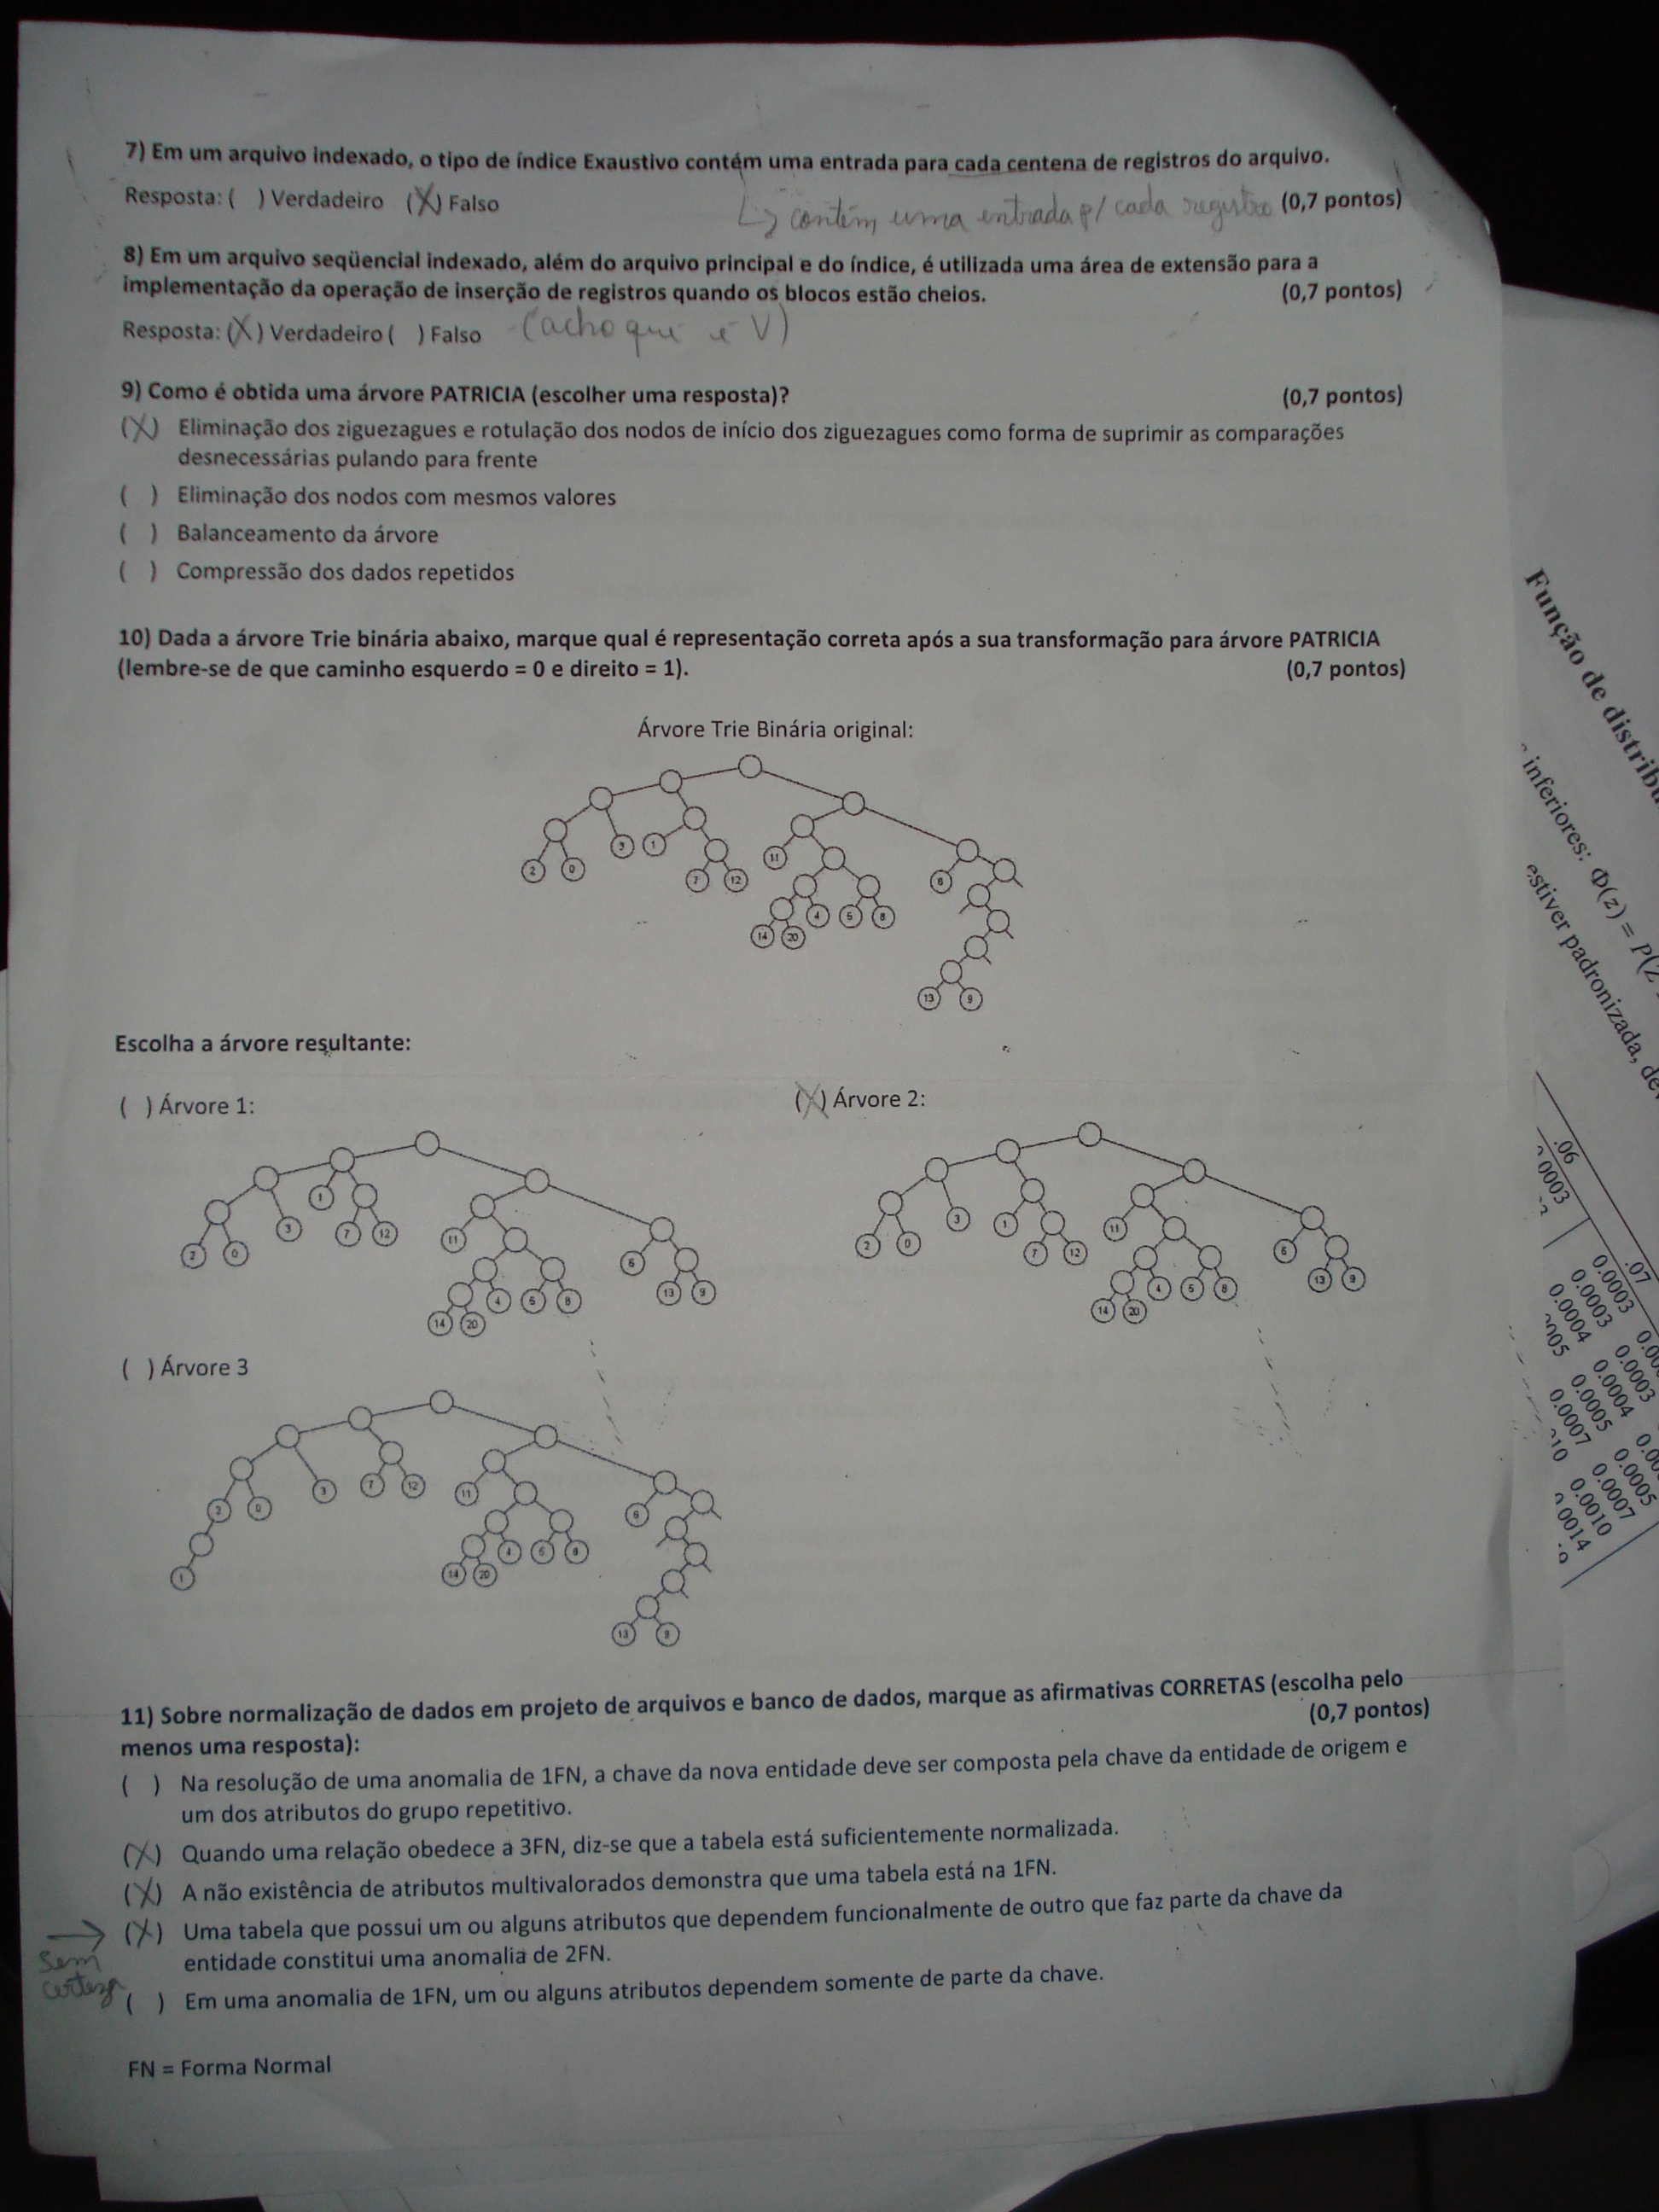 7) Em um arquivo indexado, o tipo de índice Exaustivo contém uma entrada para cada centena de registros do arquivo.
Resposta: ( ) Verdadeiro (X) Falso
↳ contém uma entrada p/ cada registro (0,7 pontos)
8) Em um arquivo seqüencial indexado, além do arquivo principal e do índice, é utilizada uma área de extensão para a
implementação da operação de inserção de registros quando os blocos estão cheios. (0,7 pontos)
Resposta: (X) Verdadeiro ( ) Falso (acho que é V)
9) Como é obtida uma árvore PATRICIA (escolher uma resposta)? (0,7 pontos)
(X) Eliminação dos ziguezagues e rotulação dos nodos de início dos ziguezagues como forma de suprimir as comparações
desnecessárias pulando para frente
( ) Eliminação dos nodos com mesmos valores
( ) Balanceamento da árvore
( ) Compressão dos dados repetidos
10) Dada a árvore Trie binária abaixo, marque qual é representação correta após a sua transformação para árvore PATRICIA
(lembre-se de que caminho esquerdo = 0 e direito = 1). (0,7 pontos)
Árvore Trie Binária original:
3 1
2 0 7 12 11 6
4 5 8
14 20
13 9
Escolha a árvore resultante:
( ) Árvore 1:
(X) Árvore 2:
1
3 7 12 11
2 0 6
4 5 8 13 9
14 20
3 1 11
2 0 7 12 6
4 5 8 13 9
14 20
( ) Árvore 3
3 7 12 11
2 0 6
4 5 8
1 14 20
13 9
11) Sobre normalização de dados em projeto de arquivos e banco de dados, marque as afirmativas CORRETAS (escolha pelo
menos uma resposta): (0,7 pontos)
( ) Na resolução de uma anomalia de 1FN, a chave da nova entidade deve ser composta pela chave da entidade de origem e
um dos atributos do grupo repetitivo.
(X) Quando uma relação obedece a 3FN, diz-se que a tabela está suficientemente normalizada.
(X) A não existência de atributos multivalorados demonstra que uma tabela está na 1FN.
→ (X) Uma tabela que possui um ou alguns atributos que dependem funcionalmente de outro que faz parte da chave da
entidade constitui uma anomalia de 2FN.
Sem
certeza
( ) Em uma anomalia de 1FN, um ou alguns atributos dependem somente de parte da chave.
FN = Forma Normal
Função de distribu
inferiores: Φ(z) = P(Z
estiver padronizada, de
.06
.07
0.0003
0.0003
0.0004
0.0003
0.0003
0.0004
0.0005
0.0007
0.0005
0.0007
0.0010
0.0014